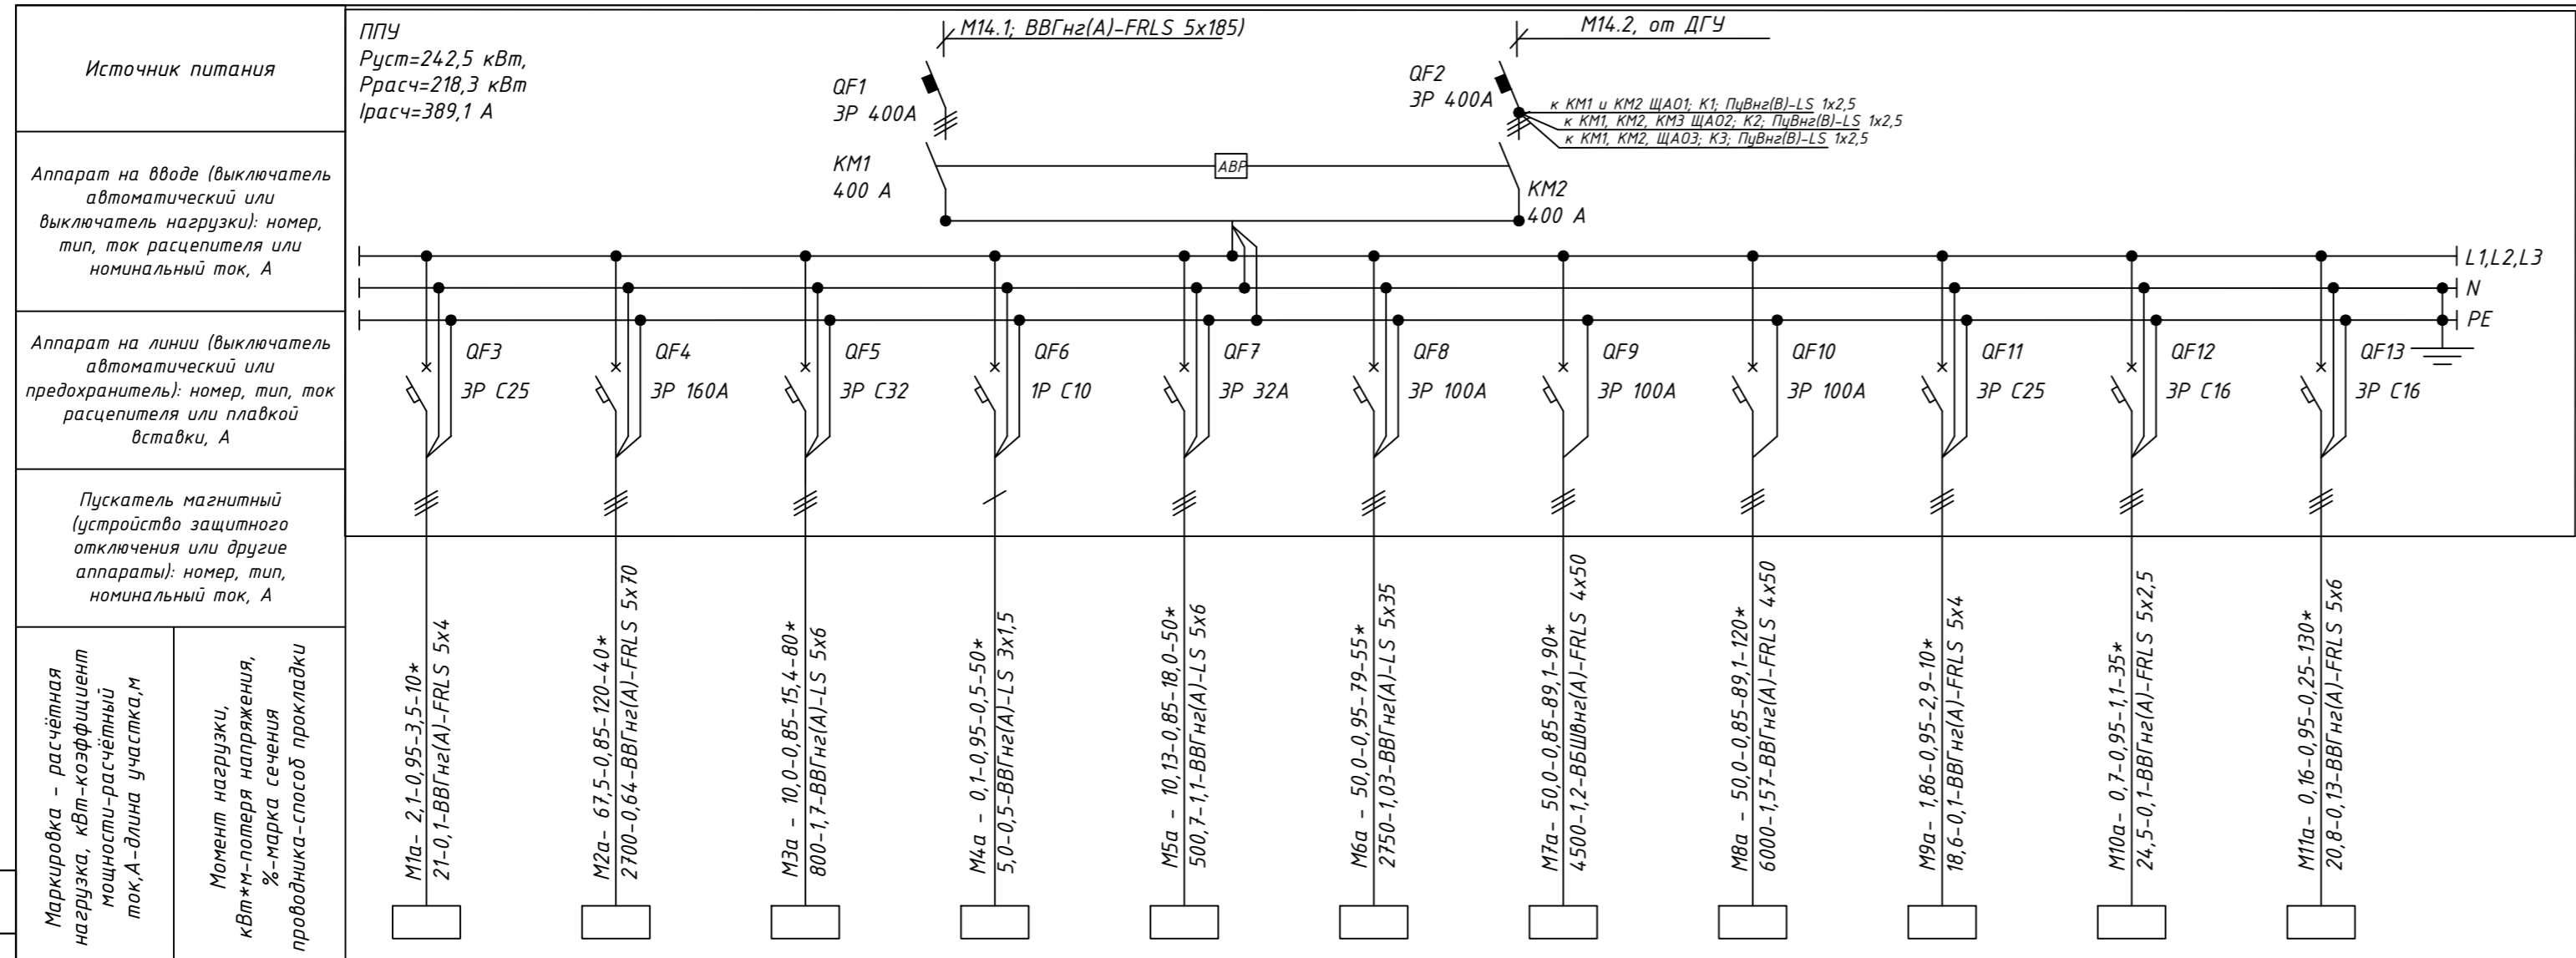 Источник питания
Аппарат на вводе (выключатель
автоматический или
выключатель нагрузки): номер,
тип, ток расцепителя или
номинальный ток, А
Аппарат на линии (выключатель
автоматический или
предохранитель): номер, тип, ток
расцепителя или плавкой
вставки, А
Пускатель магнитный
(устройство защитного
отключения или другие
аппараты): номер, тип,
номинальный ток, А
Маркировка - расчётная
нагрузка, кВт-коэффициент
мощности-расчётный
ток,А-длина участка,м
Момент нагрузки,
кВт*м-потеря напряжения,
%-марка сечения
проводника-способ прокладки
ППУ
Руст=242,5 кВт,
Ррасч=218,3 кВт
Iрасч=389,1 А
М14.1; ВВГнг(А)-FRLS 5х185)
QF1
3Р 400А
КМ1
400 А
АВР
М14.2, от ДГУ
QF2
3Р 400А
к КМ1 и КМ2 ЩАО1; К1; ПуВнг(В)-LS 1х2,5
к КМ1, КМ2, КМ3 ЩАО2; К2; ПуВнг(В)-LS 1х2,5
к КМ1, КМ2, ЩАО3; К3; ПуВнг(В)-LS 1х2,5
КМ2
400 А
L1,L2,L3
N
PE
QF3
3Р С25
QF4
3Р 160А
QF5
3Р С32
QF6
1Р С10
QF7
3Р 32А
QF8
3Р 100А
QF9
3Р 100А
QF10
3Р 100А
QF11
3Р С25
QF12
3Р С16
QF13
3Р С16
М1а- 2,1-0,95-3,5-10*
21-0,1-ВВГнг(А)-FRLS 5х4
М2а- 67,5-0,85-120-40*
2700-0,64-ВВГнг(А)-FRLS 5х70
М3а - 10,0-0,85-15,4-80*
800-1,7-ВВГнг(А)-LS 5х6
М4а - 0,1-0,95-0,5-50*
5,0-0,5-ВВГнг(А)-LS 3х1,5
М5а - 10,13-0,85-18,0-50*
500,7-1,1-ВВГнг(А)-LS 5х6
М6а - 50,0-0,95-79-55*
2750-1,03-ВВГнг(А)-LS 5х35
М7а- 50,0-0,85-89,1-90*
4500-1,2-ВБШВнг(А)-FRLS 4х50
М8а - 50,0-0,85-89,1-120*
6000-1,57-ВВГнг(А)-FRLS 4х50
М9а- 1,86-0,95-2,9-10*
18,6-0,1-ВВГнг(А)-FRLS 5х4
М10а- 0,7-0,95-1,1-35*
24,5-0,1-ВВГнг(А)-FRLS 5х2,5
М11а- 0,16-0,95-0,25-130*
20,8-0,13-ВВГнг(А)-FRLS 5х6